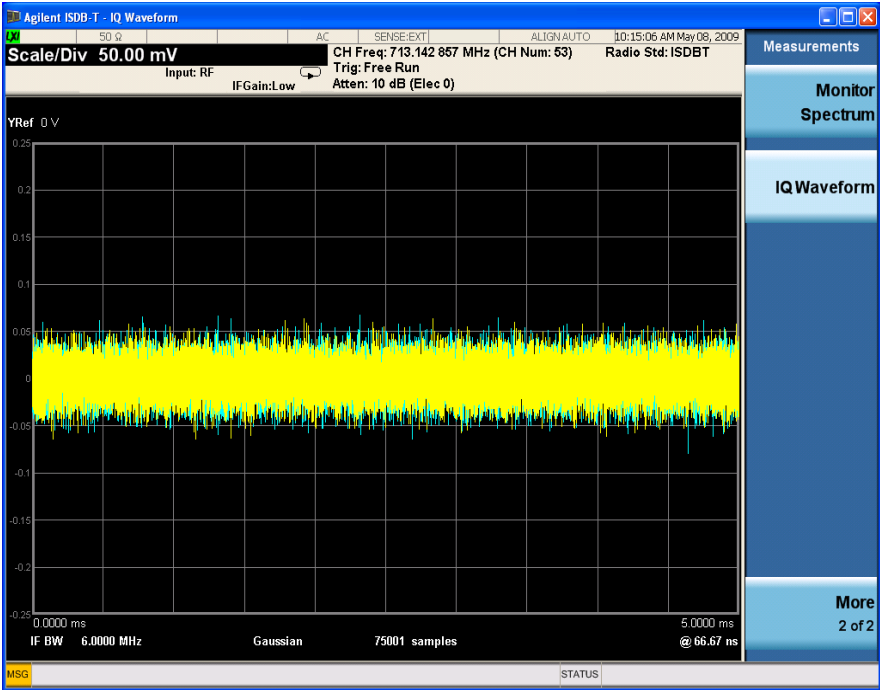 Agilent ISDB-T - IQ Waveform
LXI 50 Ω AC SENSE:EXT ALIGN AUTO 10:15:06 AM May 08, 2009
Scale/Div 50.00 mV
Input: RF
IFGain:Low
CH Freq: 713.142 857 MHz (CH Num: 53) Radio Std: ISDBT
Trig: Free Run
Atten: 10 dB (Elec 0)
Measurements
Monitor
Spectrum
IQ Waveform
More
2 of 2
YRef 0 V
0.25
0.2
0.15
0.1
0.05
0
-0.05
-0.1
-0.15
-0.2
-0.25
0.0000 ms 5.0000 ms
IF BW 6.0000 MHz Gaussian 75001 samples @ 66.67 ns
MSG STATUS